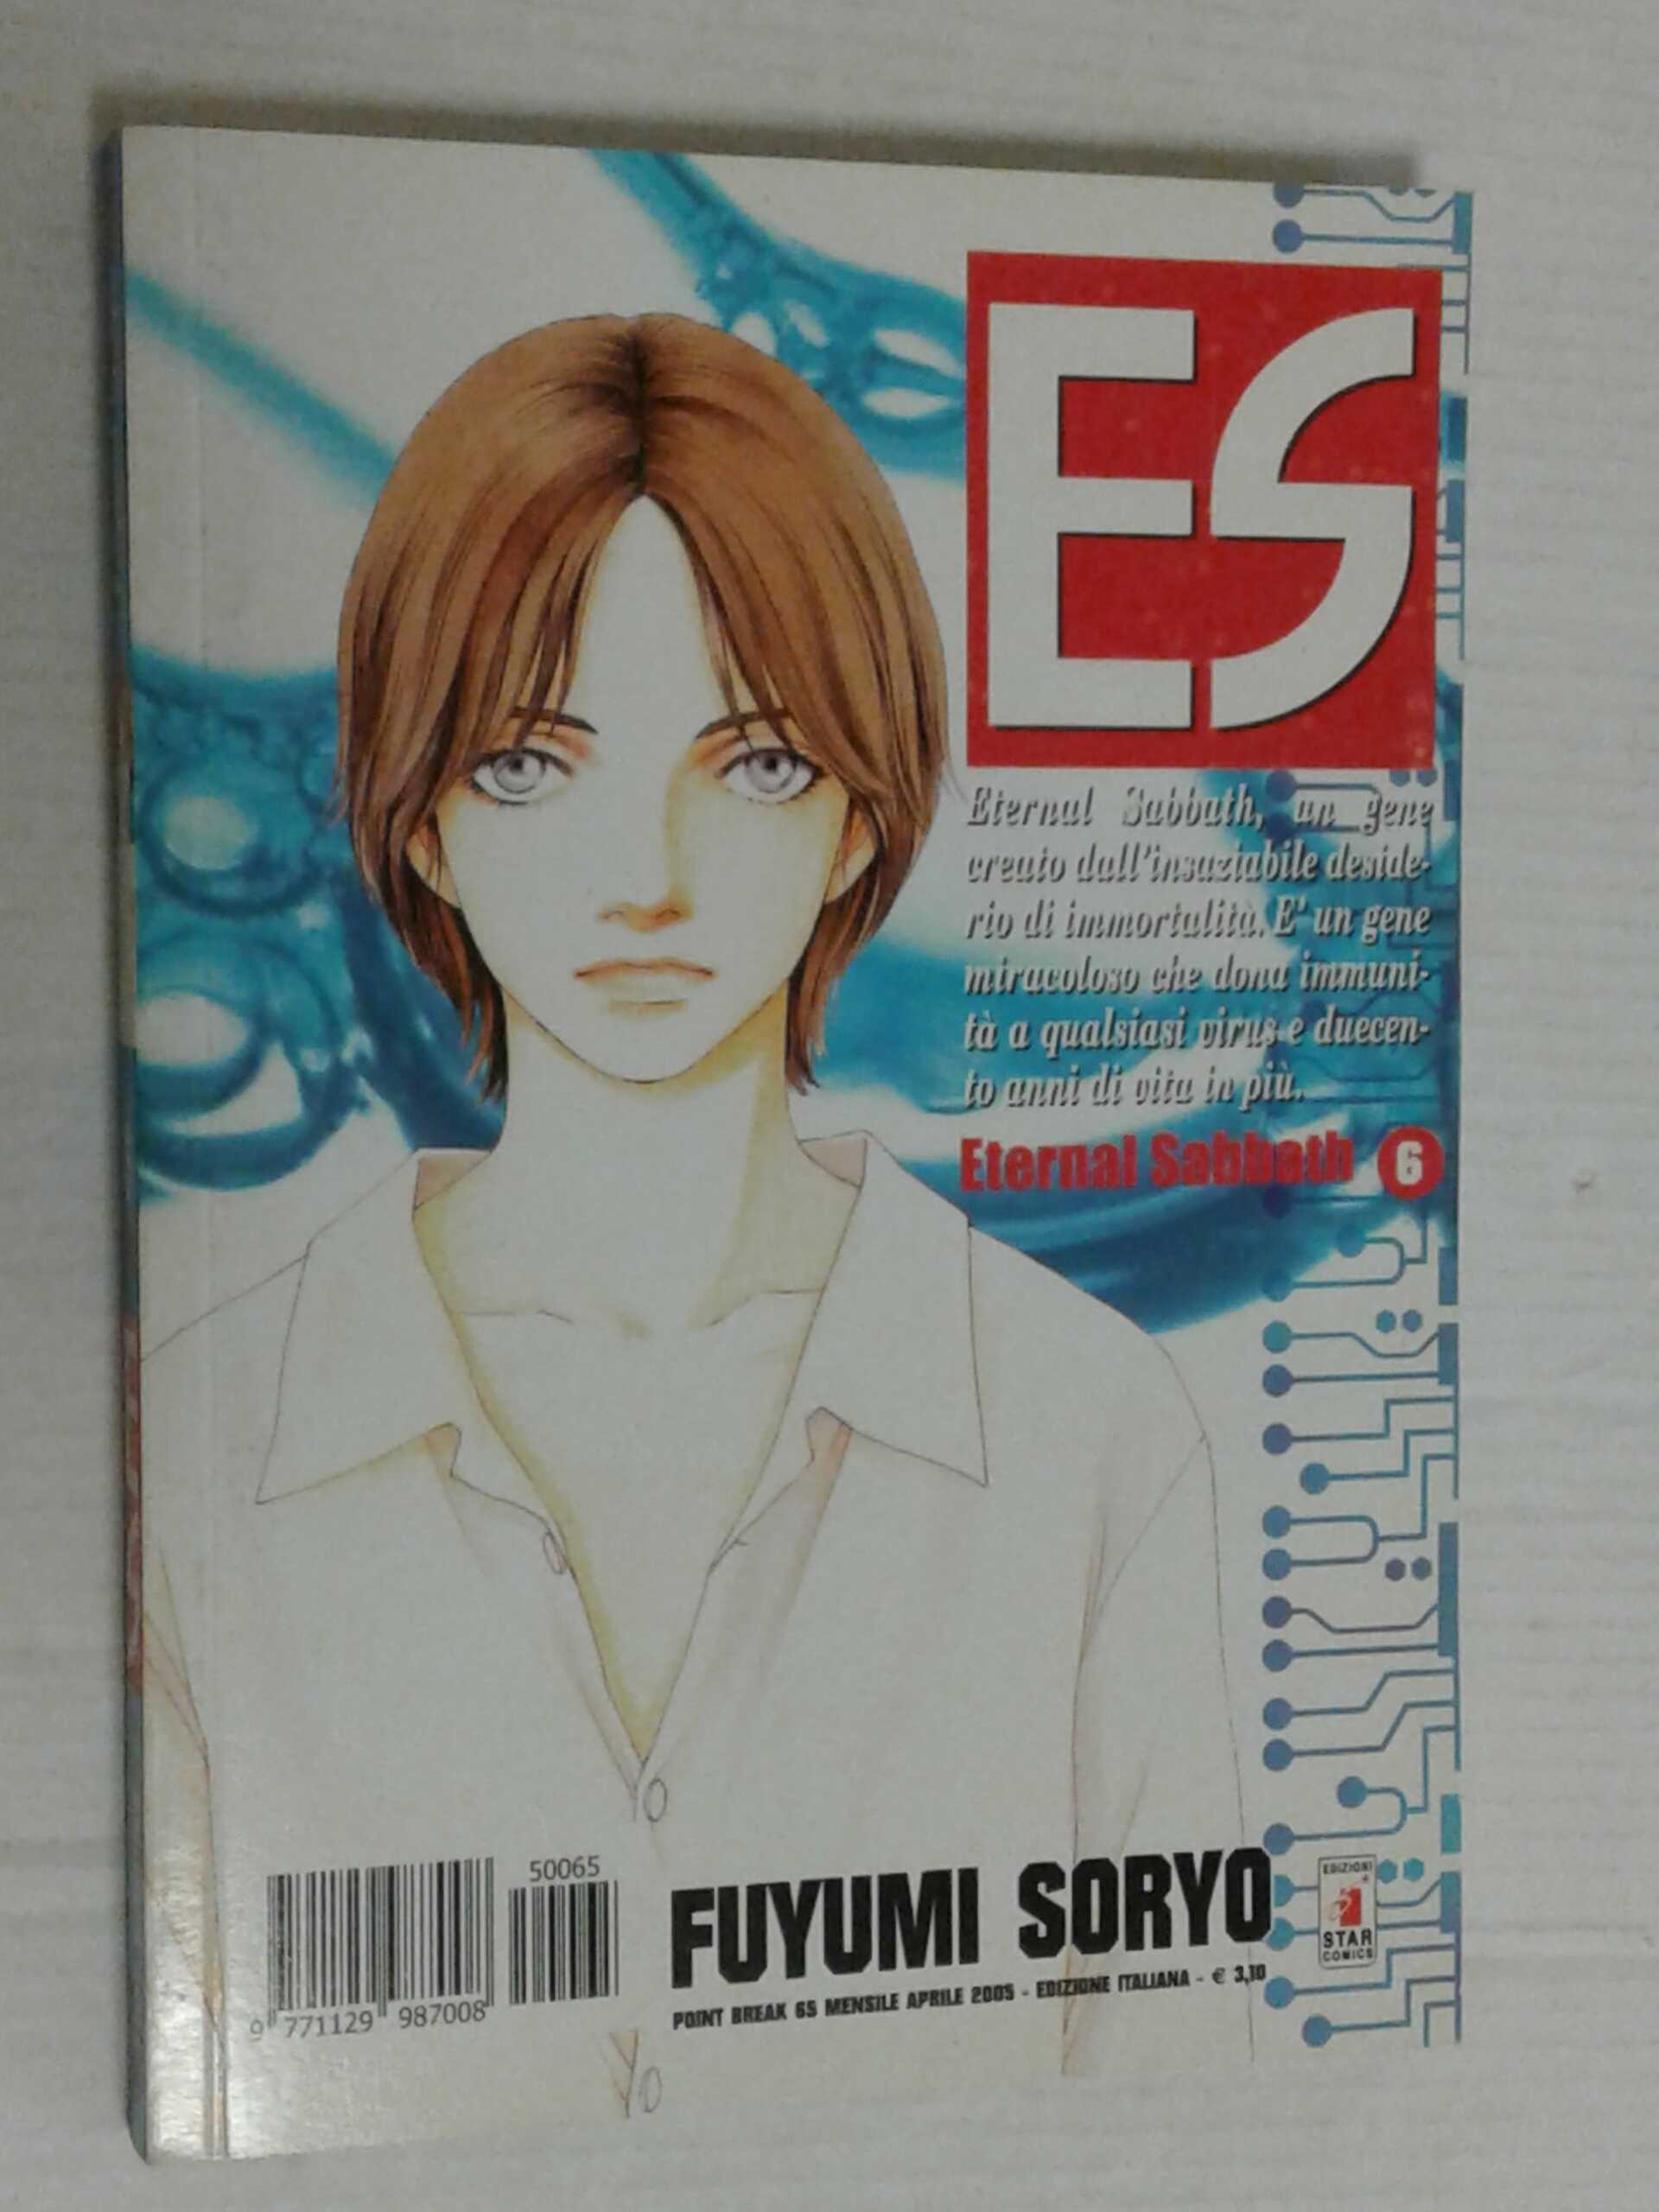 ES
Eternal Sabbath, un gene
creato dall'insaziabile deside-
rio di immortalità. E' un gene
miracoloso che dona immuni-
tà a qualsiasi virus e duecen-
to anni di vita in più.
Eternal Sabbath 6
50065
9 771129 987008
FUYUMI SORYO
POINT BREAK 65 MENSILE APRILE 2005 - EDIZIONE ITALIANA - € 3,10
EDIZIONI
STAR
COMICS